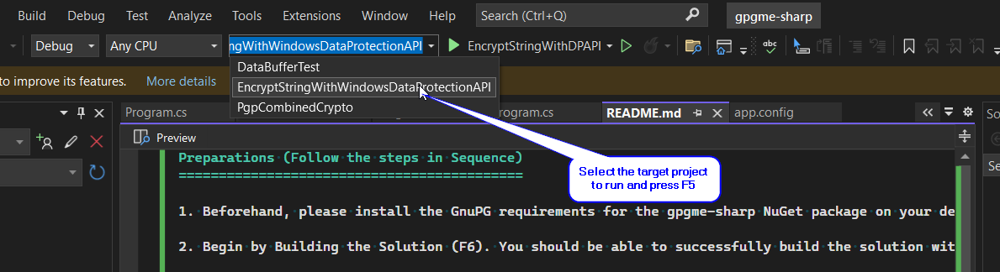 Build Debug Test Analyze Tools Extensions Window Help Search (Ctrl+Q) gpgme-sharp
Debug Any CPU ngWithWindowsDataProtectionAPI EncryptStringWithDPAPI abc
DataBufferTest
to improve its features. More details
EncryptStringWithWindowsDataProtectionAPI
PgpCombinedCrypto
Program.cs rogram.cs README.md app.config So
Preview
Preparations (Follow the steps in Sequence)
==========================================
Select the target project
to run and press F5
Se
1. Beforehand, please install the GnuPG requirements for the gpgme-sharp NuGet package on your de
2. Begin by Building the Solution (F6). You should be able to successfully build the solution wit